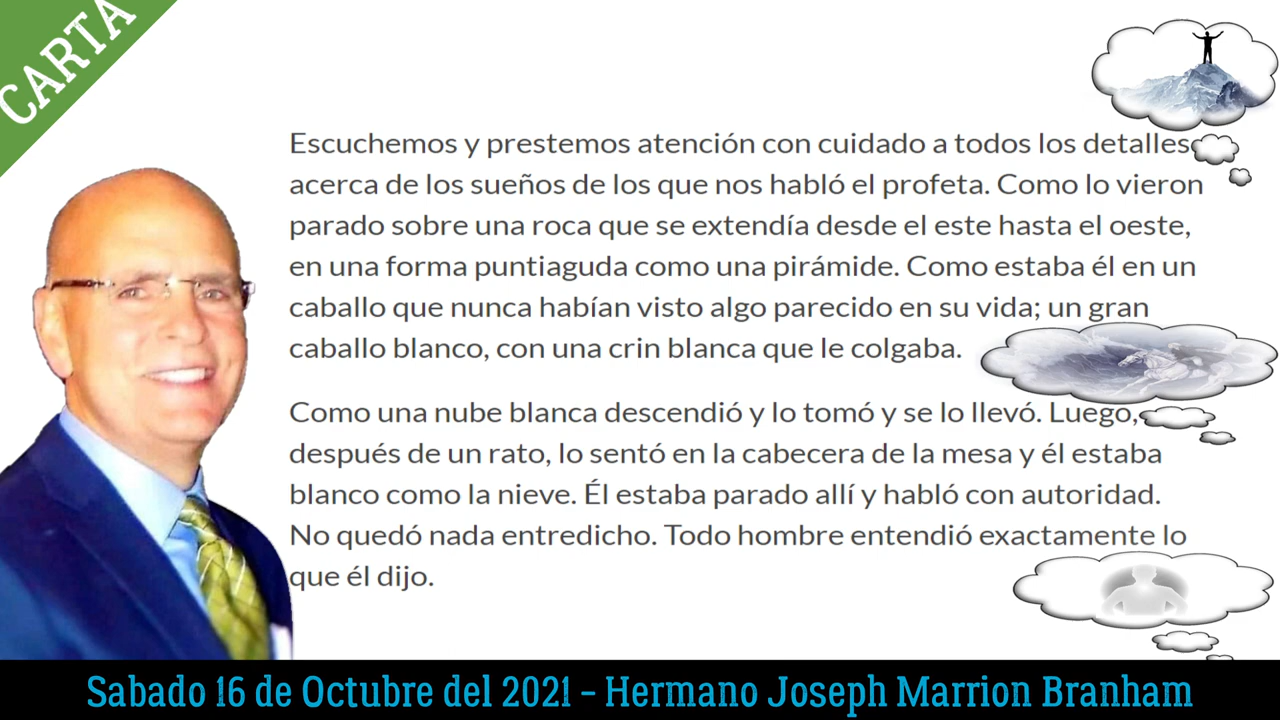 CARTA
Escuchemos y prestemos atención con cuidado a todos los detalles
acerca de los sueños de los que nos habló el profeta. Como lo vieron
parado sobre una roca que se extendía desde el este hasta el oeste,
en una forma puntiaguda como una pirámide. Como estaba él en un
caballo que nunca habían visto algo parecido en su vida; un gran
caballo blanco, con una crin blanca que le colgaba.
Como una nube blanca descendió y lo tomó y se lo llevó. Luego,
después de un rato, lo sentó en la cabecera de la mesa y él estaba
blanco como la nieve. Él estaba parado allí y habló con autoridad.
No quedó nada entredicho. Todo hombre entendió exactamente lo
que él dijo.
Sabado 16 de Octubre del 2021 - Hermano Joseph Marrion Branham